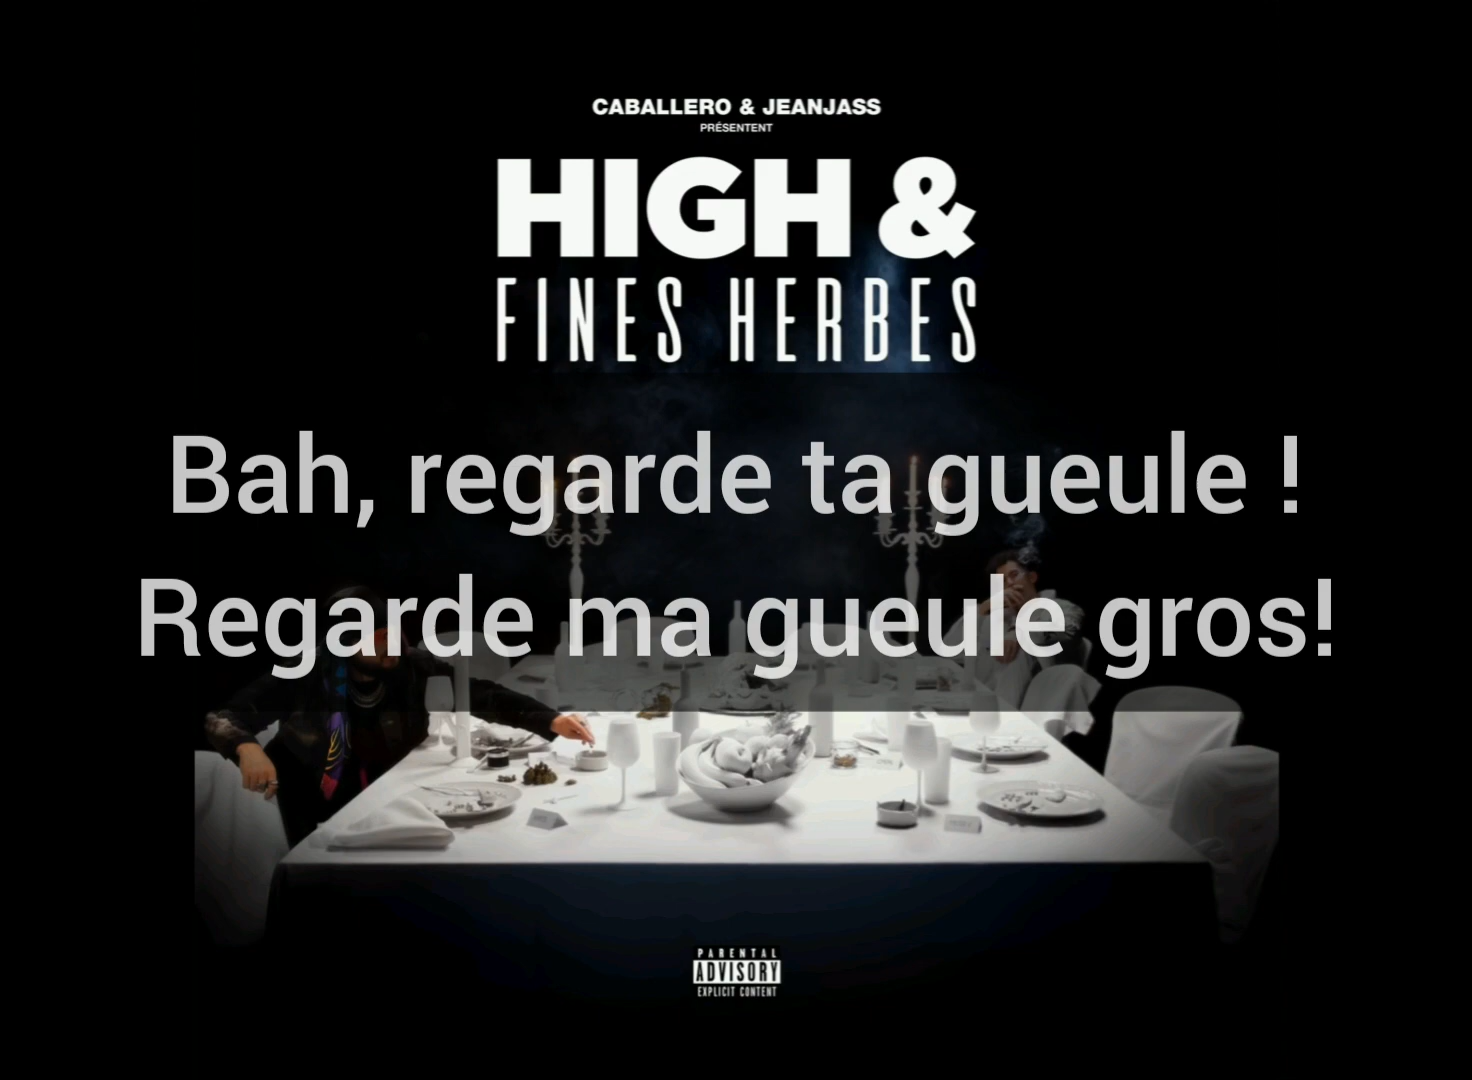 CABALLERO & JEANJASS
PRÉSENTENT
HIGH &
FINES HERBES
Bah, regarde ta gueule !
Regarde ma gueule gros!
PARENTAL
ADVISORY
EXPLICIT CONTENT